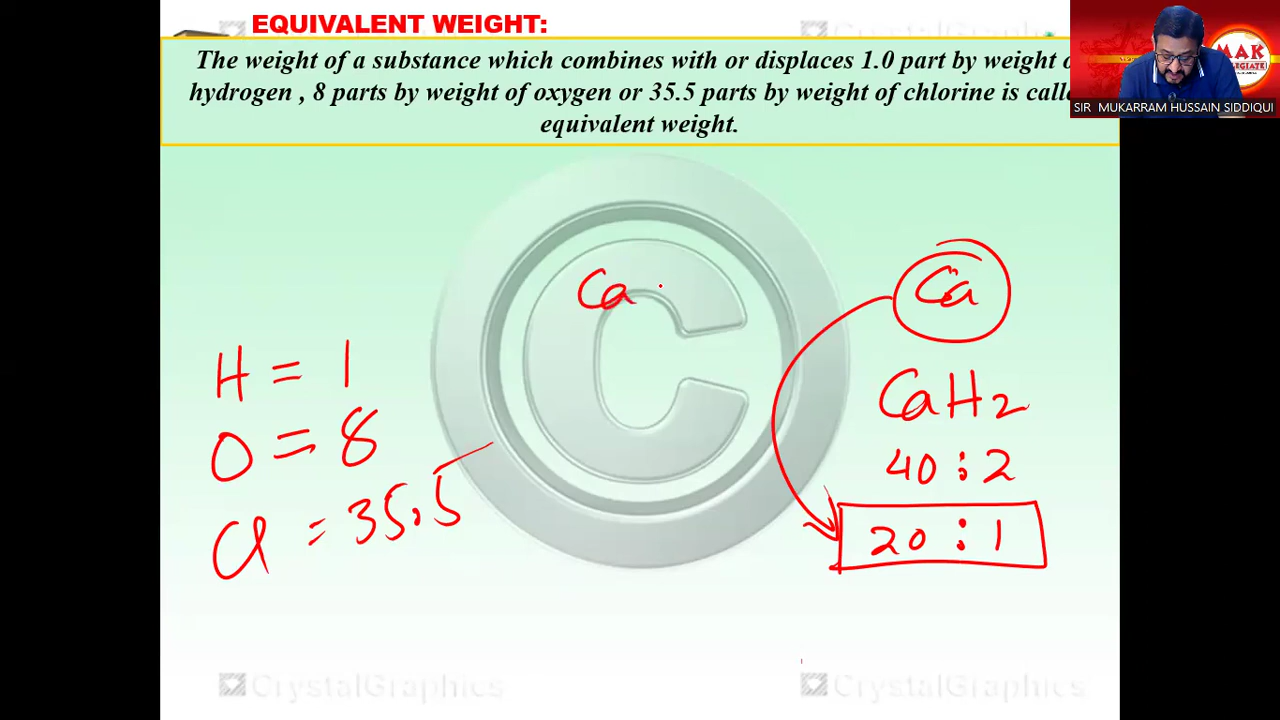 EQUIVALENT WEIGHT:
The weight of a substance which combines with or displaces 1.0 part by weight
hydrogen , 8 parts by weight of oxygen or 35.5 parts by weight of chlorine is
equivalent weight.
MAK
SIR MUKARRAM HUSSAIN SIDDIQUI
Ca
Ca
H = 1
CaH2
O = 8
40 : 2
Cl = 35.5
20 : 1
CrystalGraphics
CrystalGraphics